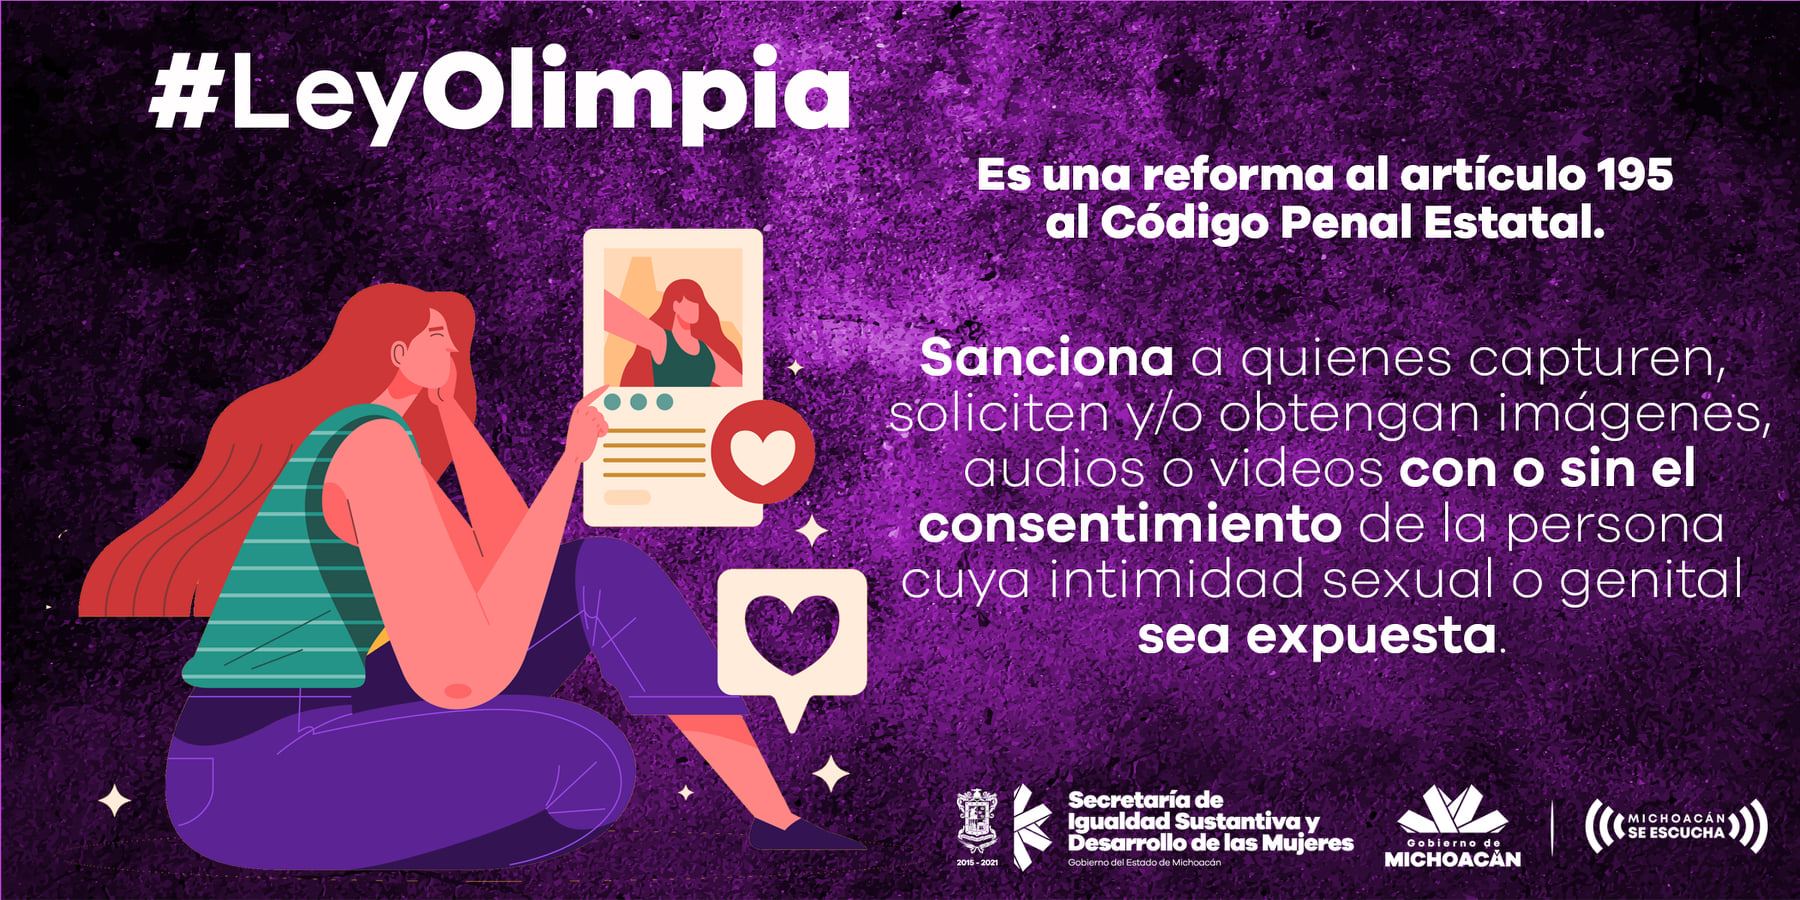 #LeyOlimpia
Es una reforma al artículo 195
al Código Penal Estatal.
Sanciona a quienes capturen,
soliciten y/o obtengan imágenes,
audios o videos con o sin el
consentimiento de la persona
cuya intimidad sexual o genital
sea expuesta.
2015 - 2021
Secretaría de
Igualdad Sustantiva y
Desarrollo de las Mujeres
Gobierno del Estado de Michoacán
Gobierno de
MICHOACÁN
MICHOACÁN
SE ESCUCHA